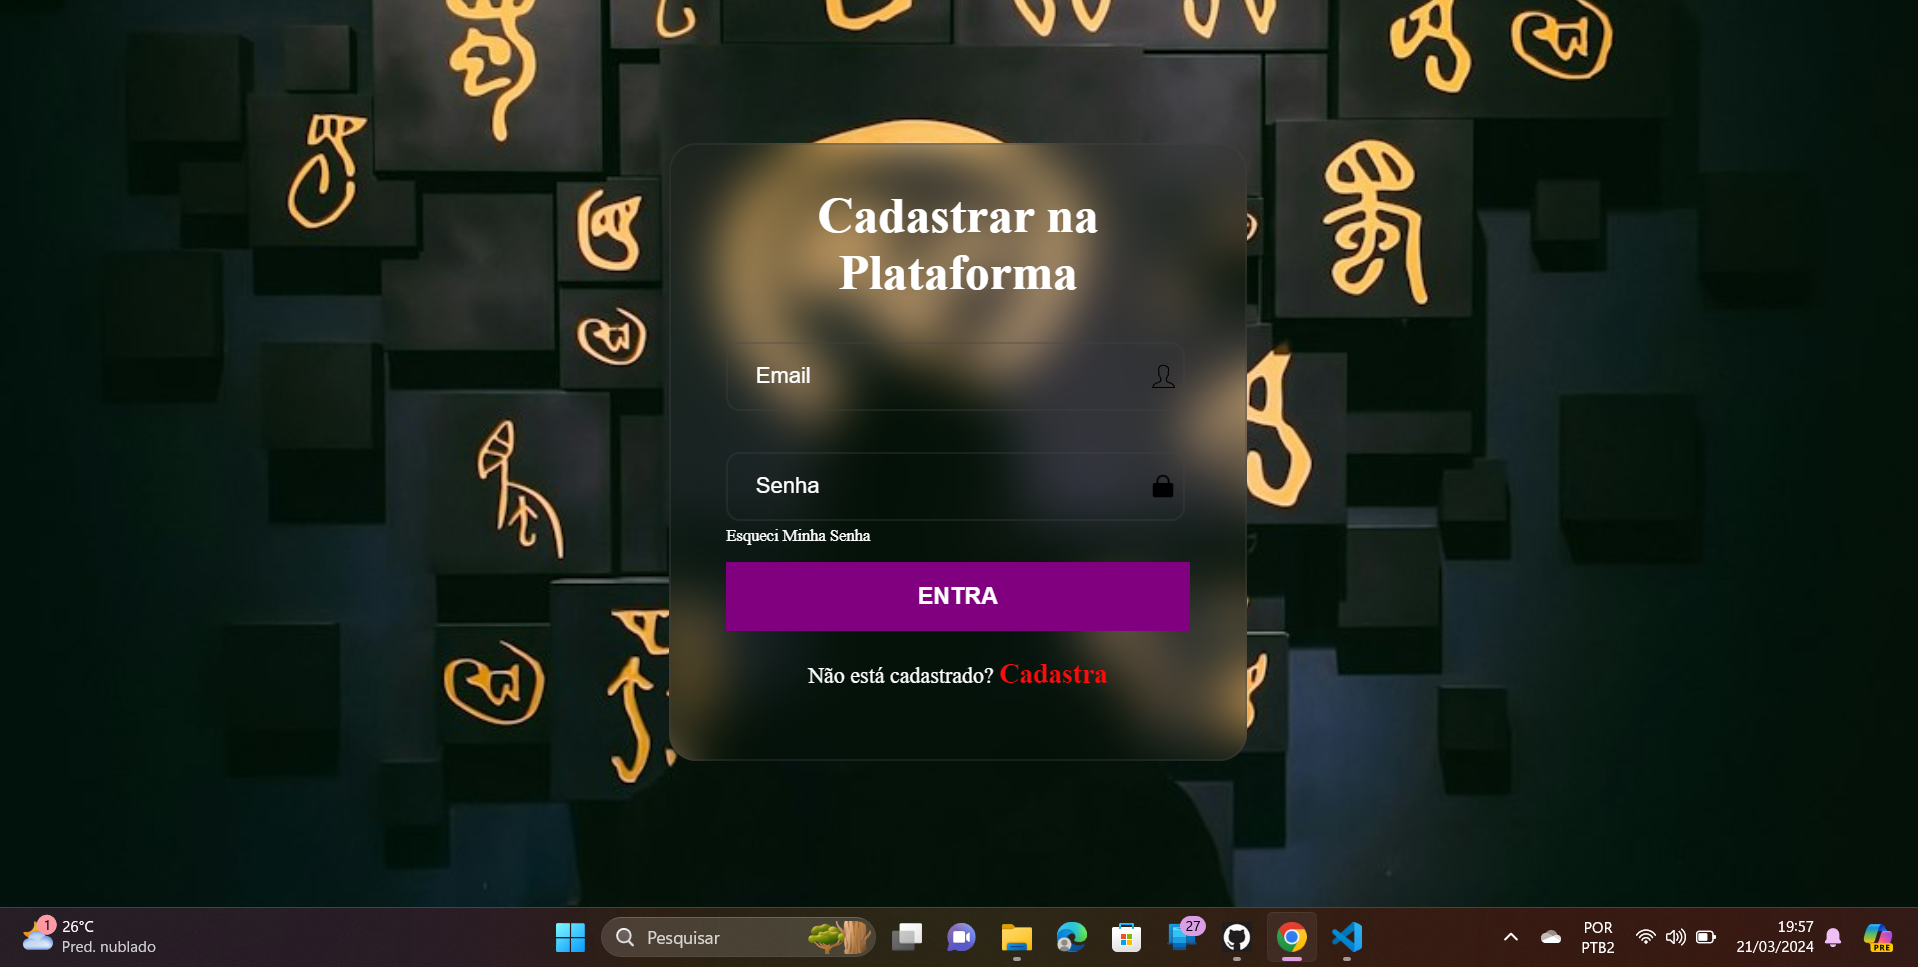 Cadastrar na
Plataforma
Email
Senha
Esqueci Minha Senha
ENTRA
Não está cadastrado? Cadastra
1
26°C
Pred. nublado
Pesquisar
27
POR
PTB2
19:57
21/03/2024
PRE